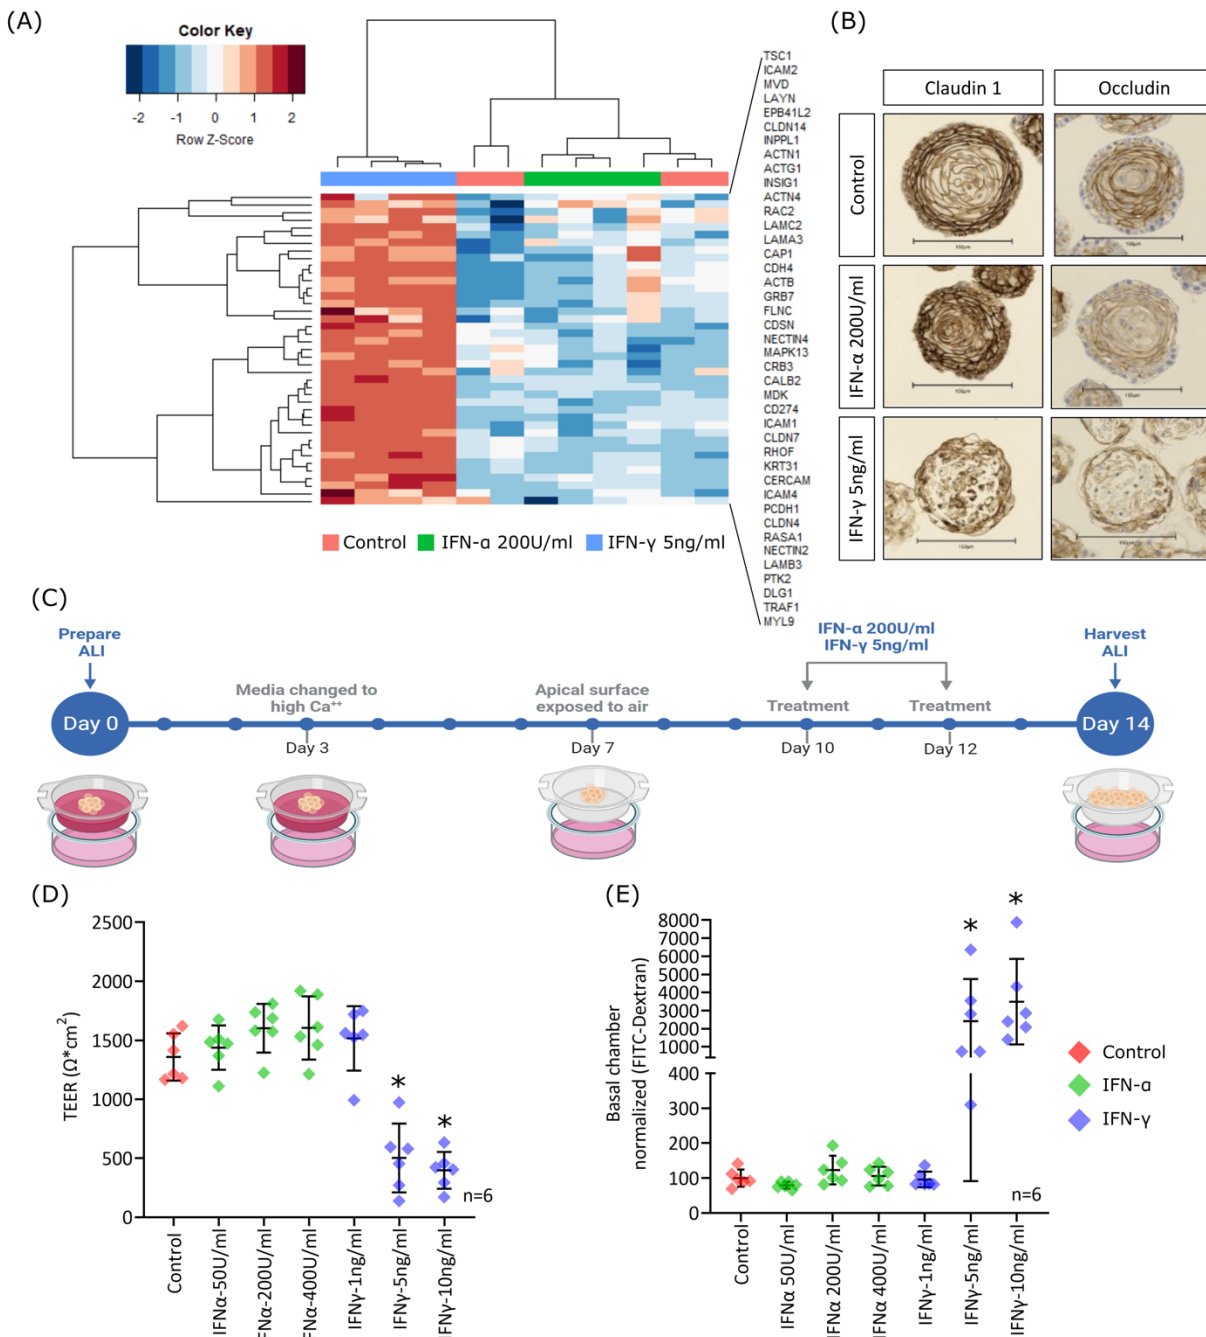 (A)
Color Key
-2 -1 0 1 2
Row Z-Score
TSC1
ICAM2
MVD
LAYN
EPB41L2
CLDN14
INPPL1
ACTN1
ACTG1
INSIG1
ACTN4
RAC2
LAMC2
LAMA3
CAP1
CDH4
ACTB
GRB7
FLNC
CDSN
NECTIN4
MAPK13
CRB3
CALB2
MDK
CD274
ICAM1
CLDN7
RHOF
KRT31
CERCAM
ICAM4
PCDH1
CLDN4
RASA1
NECTIN2
LAMB3
PTK2
DLG1
TRAF1
MYL9
Control IFN-α 200U/ml IFN-γ 5ng/ml
(B)
Claudin 1 Occludin
Control
IFN-α 200U/ml
IFN-γ 5ng/ml
(C)
Prepare
ALI
Day 0
Media changed to
high Ca++
Day 3
Apical surface
exposed to air
Day 7
IFN-α 200U/ml
IFN-γ 5ng/ml
Treatment Treatment
Day 10 Day 12
Harvest
ALI
Day 14
(D)
TEER (Ω*cm²)
2500
2000
1500
1000
500
0
* *
n=6
Control
IFNα-50U/ml
IFNα-200U/ml
IFNα-400U/ml
IFNγ-1ng/ml
IFNγ-5ng/ml
IFNγ-10ng/ml
(E)
Basal chamber
normalized (FITC-Dextran)
8000
7000
6000
5000
4000
3000
2000
1000
400
300
200
100
0
* *
n=6
Control
IFNα 50U/ml
IFNα 200U/ml
IFNα 400U/ml
IFNγ-1ng/ml
IFNγ-5ng/ml
IFNγ-10ng/ml
Control
IFN-α
IFN-γ